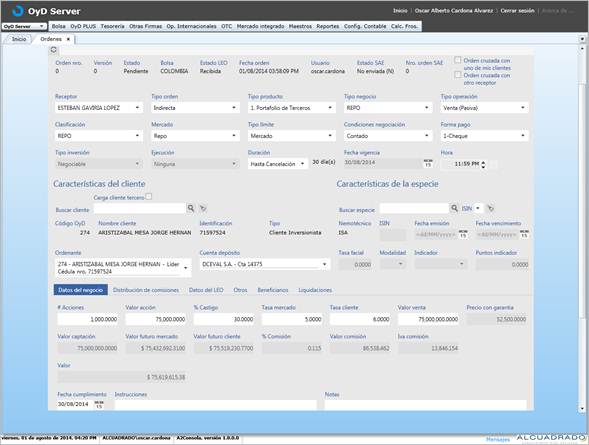 OyD Server
Inicio | Oscar Alberto Cardona Alvarez | Cerrar sesión | Acerca de ...
OyD Server Bolsa OyD PLUS Tesorería Otras Firmas Op. Internacionales OTC Mercado integrado Maestros Reportes Config. Contable Calc. Fros.
Inicio Ordenes x
Orden nro. Versión Estado Bolsa Estado LEO Fecha orden Usuario Estado SAE Nro. orden SAE Orden cruzada con uno de mis clientes
0 0 Pendiente COLOMBIA Recibida 01/08/2014 03:58:09 PM oscar.cardona No enviada (N) 0 Orden cruzada con otro receptor
Receptor Tipo orden Tipo producto Tipo negocio Tipo operación
ESTEBAN GAVIRIA LOPEZ Indirecta 1. Portafolio de Terceros REPO Venta (Pasiva)
Clasificación Mercado Tipo límite Condiciones negociación Forma pago
REPO Repo Mercado Contado 1-Cheque
Tipo inversión Ejecución Duración Fecha vigencia Hora
Negociable Ninguna Hasta Cancelación 30 día(s) 30/08/2014 15 11:59 PM
Características del cliente Características de la especie
Carga cliente tercero
Buscar cliente Buscar especie ISIN
Código OyD Nombre cliente Identificación Tipo Nemotécnico ISIN Fecha emisión Fecha vencimiento
274 ARISTIZABAL MESA JORGE HERNAN 71597524 Cliente Inversionista ISA <dd/MM/yyyy> 15 <dd/MM/yyyy> 15
Ordenante Cuenta depósito Tasa facial Modalidad Indicador Puntos indicador
274 - ARISTIZABAL MESA JORGE HERNAN - Lider DCEVAL S.A. - Cta 14375 0.0000 0.0000
Cédula nro. 71597524
Datos del negocio Distribución de comisiones Datos del LEO Otros Beneficiarios Liquidaciones
# Acciones Valor acción % Castigo Tasa mercado Tasa cliente Valor venta Precio con garantia
1,000.0000 75,000.0000 30.0000 5.0000 6.0000 75,000,000.0000 52,500.0000
Valor captación Valor futuro mercado Valor futuro cliente % Comisión Valor comisión Iva comisión
75,000,000.0000 $ 75,432,692.3100 $ 75,519,230.7700 0.115 86,538.462 13,846.154
Valor
$ 75,619,615.38
Fecha cumplimiento Instrucciones Notas
30/08/2014 15
viernes, 01 de agosto de 2014, 04:20 PM ALCUADRADO\oscar.cardona A2Consola, version 1.0.0.0 Mensajes ALCUADRADO